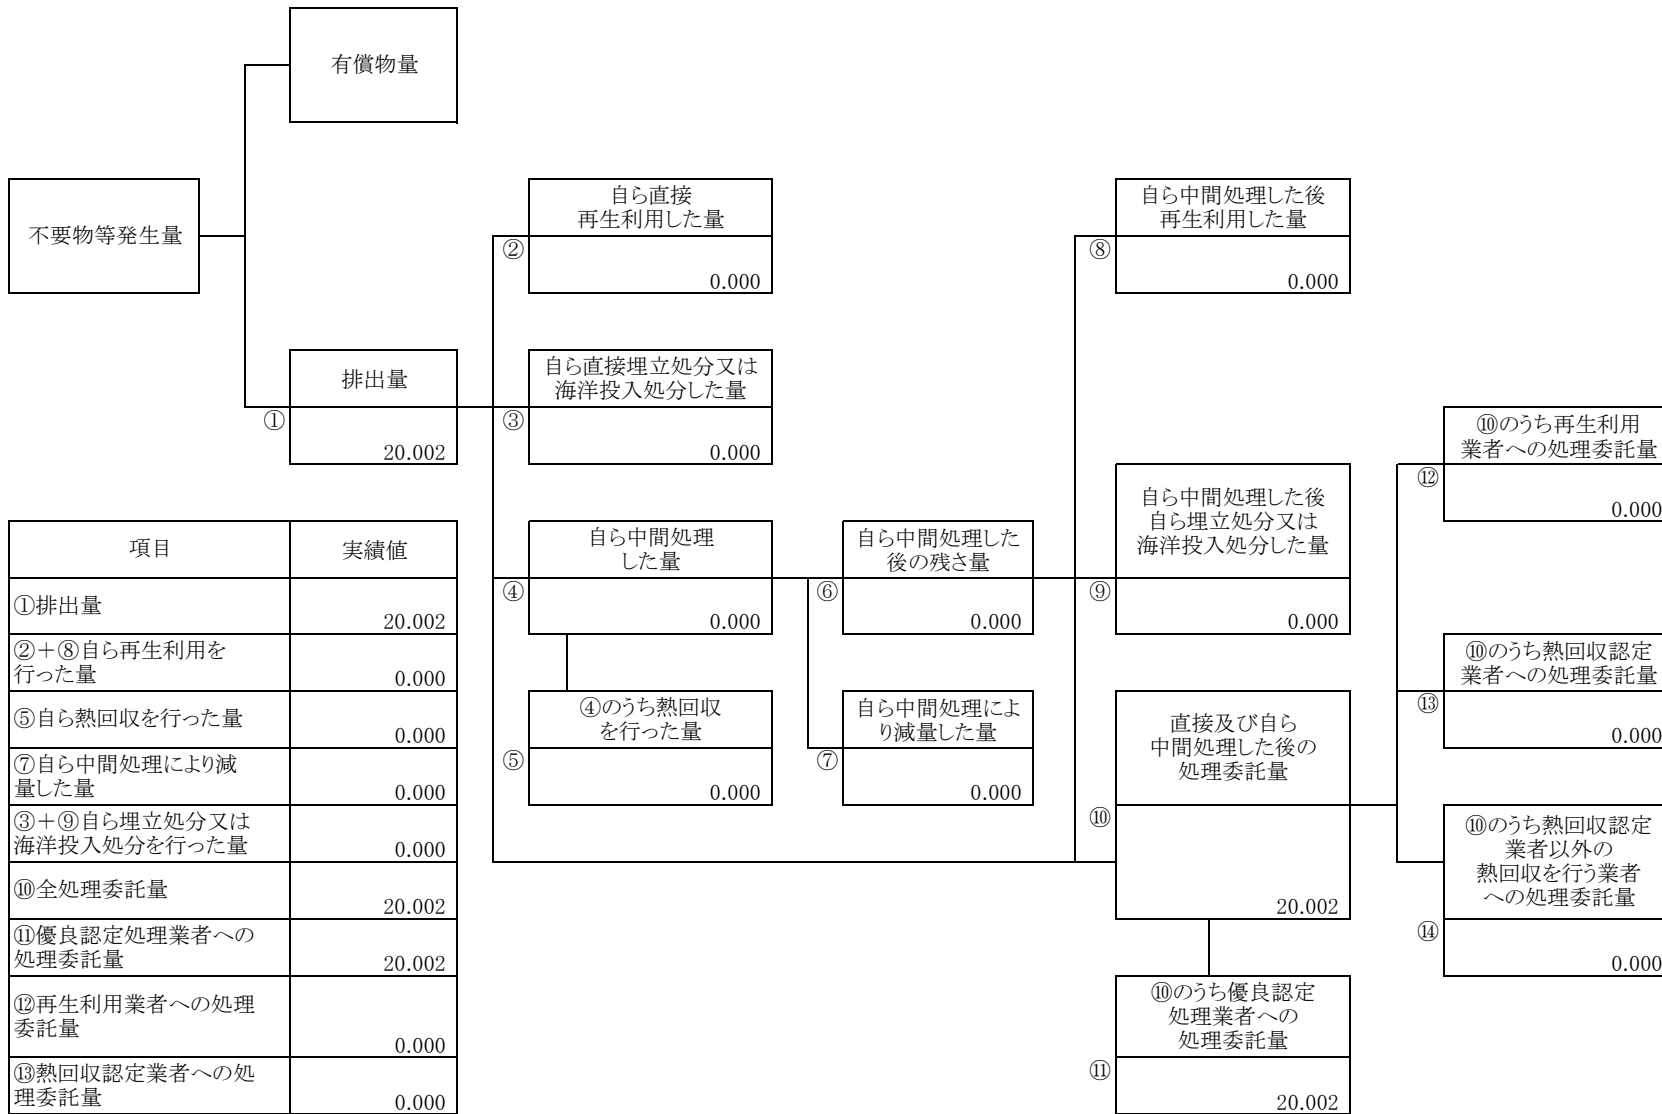 有償物量
不要物等発生量
自ら直接
再生利用した量
②
0.000
自ら中間処理した後
再生利用した量
⑧
0.000
排出量
①
20.002
自ら直接埋立処分又は
海洋投入処分した量
③
0.000
⑩のうち再生利用
業者への処理委託量
⑫
0.000
自ら中間処理
した量
④
0.000
自ら中間処理した
後の残さ量
⑥
0.000
自ら中間処理した後
自ら埋立処分又は
海洋投入処分した量
⑨
0.000
⑩のうち熱回収認定
業者への処理委託量
⑬
0.000
④のうち熱回収
を行った量
⑤
0.000
自ら中間処理によ
り減量した量
⑦
0.000
直接及び自ら
中間処理した後の
処理委託量
⑩
20.002
⑩のうち熱回収認定
業者以外の
熱回収を行う業者
への処理委託量
⑭
0.000
⑩のうち優良認定
処理業者への
処理委託量
⑪
20.002
項目 実績値
①排出量
20.002
②+⑧自ら再生利用を
行った量
0.000
⑤自ら熱回収を行った量
0.000
⑦自ら中間処理により減
量した量
0.000
③+⑨自ら埋立処分又は
海洋投入処分を行った量
0.000
⑩全処理委託量
20.002
⑪優良認定処理業者への
処理委託量
20.002
⑫再生利用業者への処理
委託量
0.000
⑬熱回収認定業者への処
理委託量
0.000